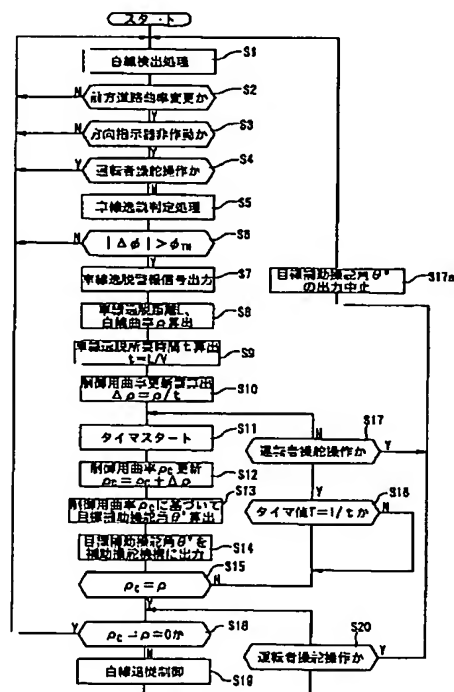 スタート
S1
白線検出処理
S2
前方道路曲率変更か
N
Y
S3
方向指示器非作動か
N
Y
S4
運転者操舵操作か
Y
N
S5
車線逸脱判定処理
S6
|Δφ|>φTH
N
Y
S7
車線逸脱警報信号出力
S8
車線逸脱距離L、
白線曲率ρ算出
S9
車線逸脱所要時間t算出
t=L/V
S10
制御用曲率更新量算出
Δρ=ρ/t
S11
タイマスタート
S12
制御用曲率ρC更新
ρC=ρC+Δρ
S13
制御用曲率ρCに基づいて
目標補助操舵角θ*算出
S14
目標補助操舵角θ*を
補助操舵機構に出力
S15
ρC=ρ
N
Y
S17
運転者操舵操作か
N
Y
Y
S16
タイマ値T=1/tか
N
S17a
目標補助操舵角θ*
の出力中止
S18
ρC=ρ=0か
Y
N
S19
白線追従制御
S20
運転者操舵操作か
Y